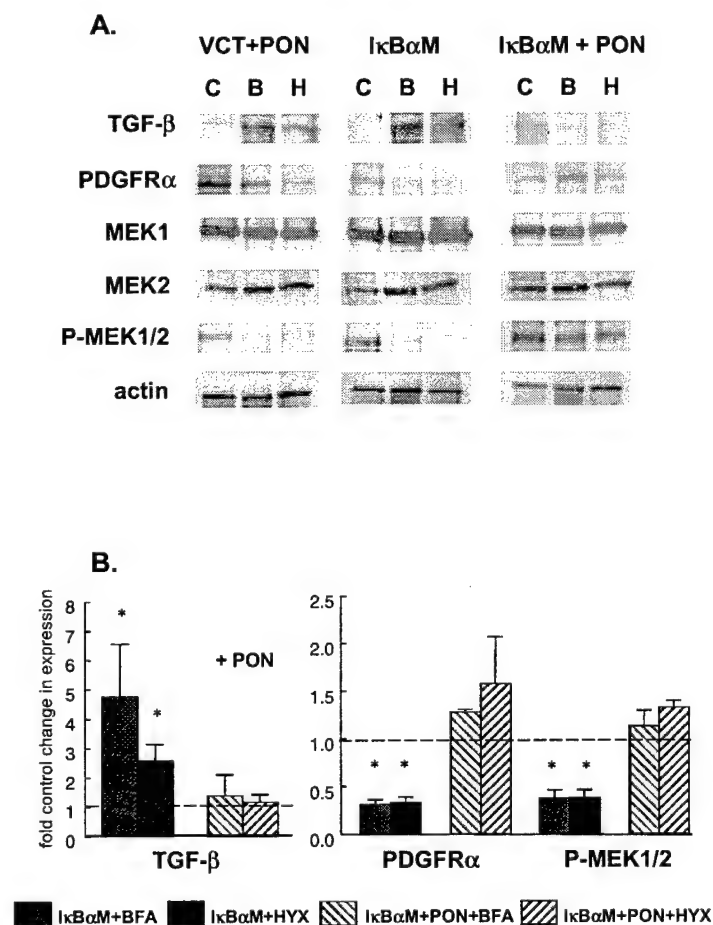 A.
VCT+PON IκBαM IκBαM + PON
C B H C B H C B H
TGF-β
PDGFRα
MEK1
MEK2
P-MEK1/2
actin
B.
fold control change in expression
8
7
6
5
4
3
2
1
0
*
*
+ PON
TGF-β
2.5
2.0
1.5
1.0
0.5
0.0
* *
* *
PDGFRα P-MEK1/2
IκBαM+BFA IκBαM+HYX IκBαM+PON+BFA IκBαM+PON+HYX